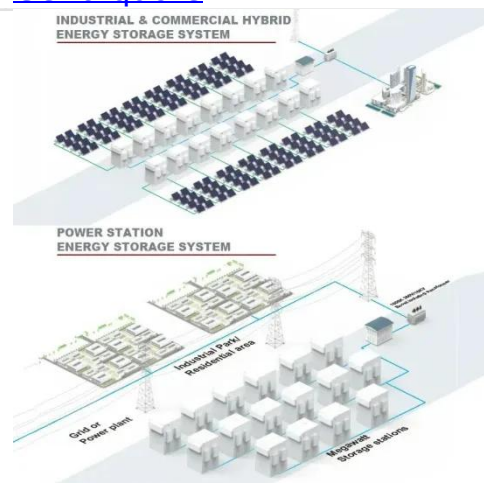 INDUSTRIAL & COMMERCIAL HYBRID
ENERGY STORAGE SYSTEM
POWER STATION
ENERGY STORAGE SYSTEM
Industrial Park/
Residential area
Grid or
Power plant
Megawatt
Storage stations